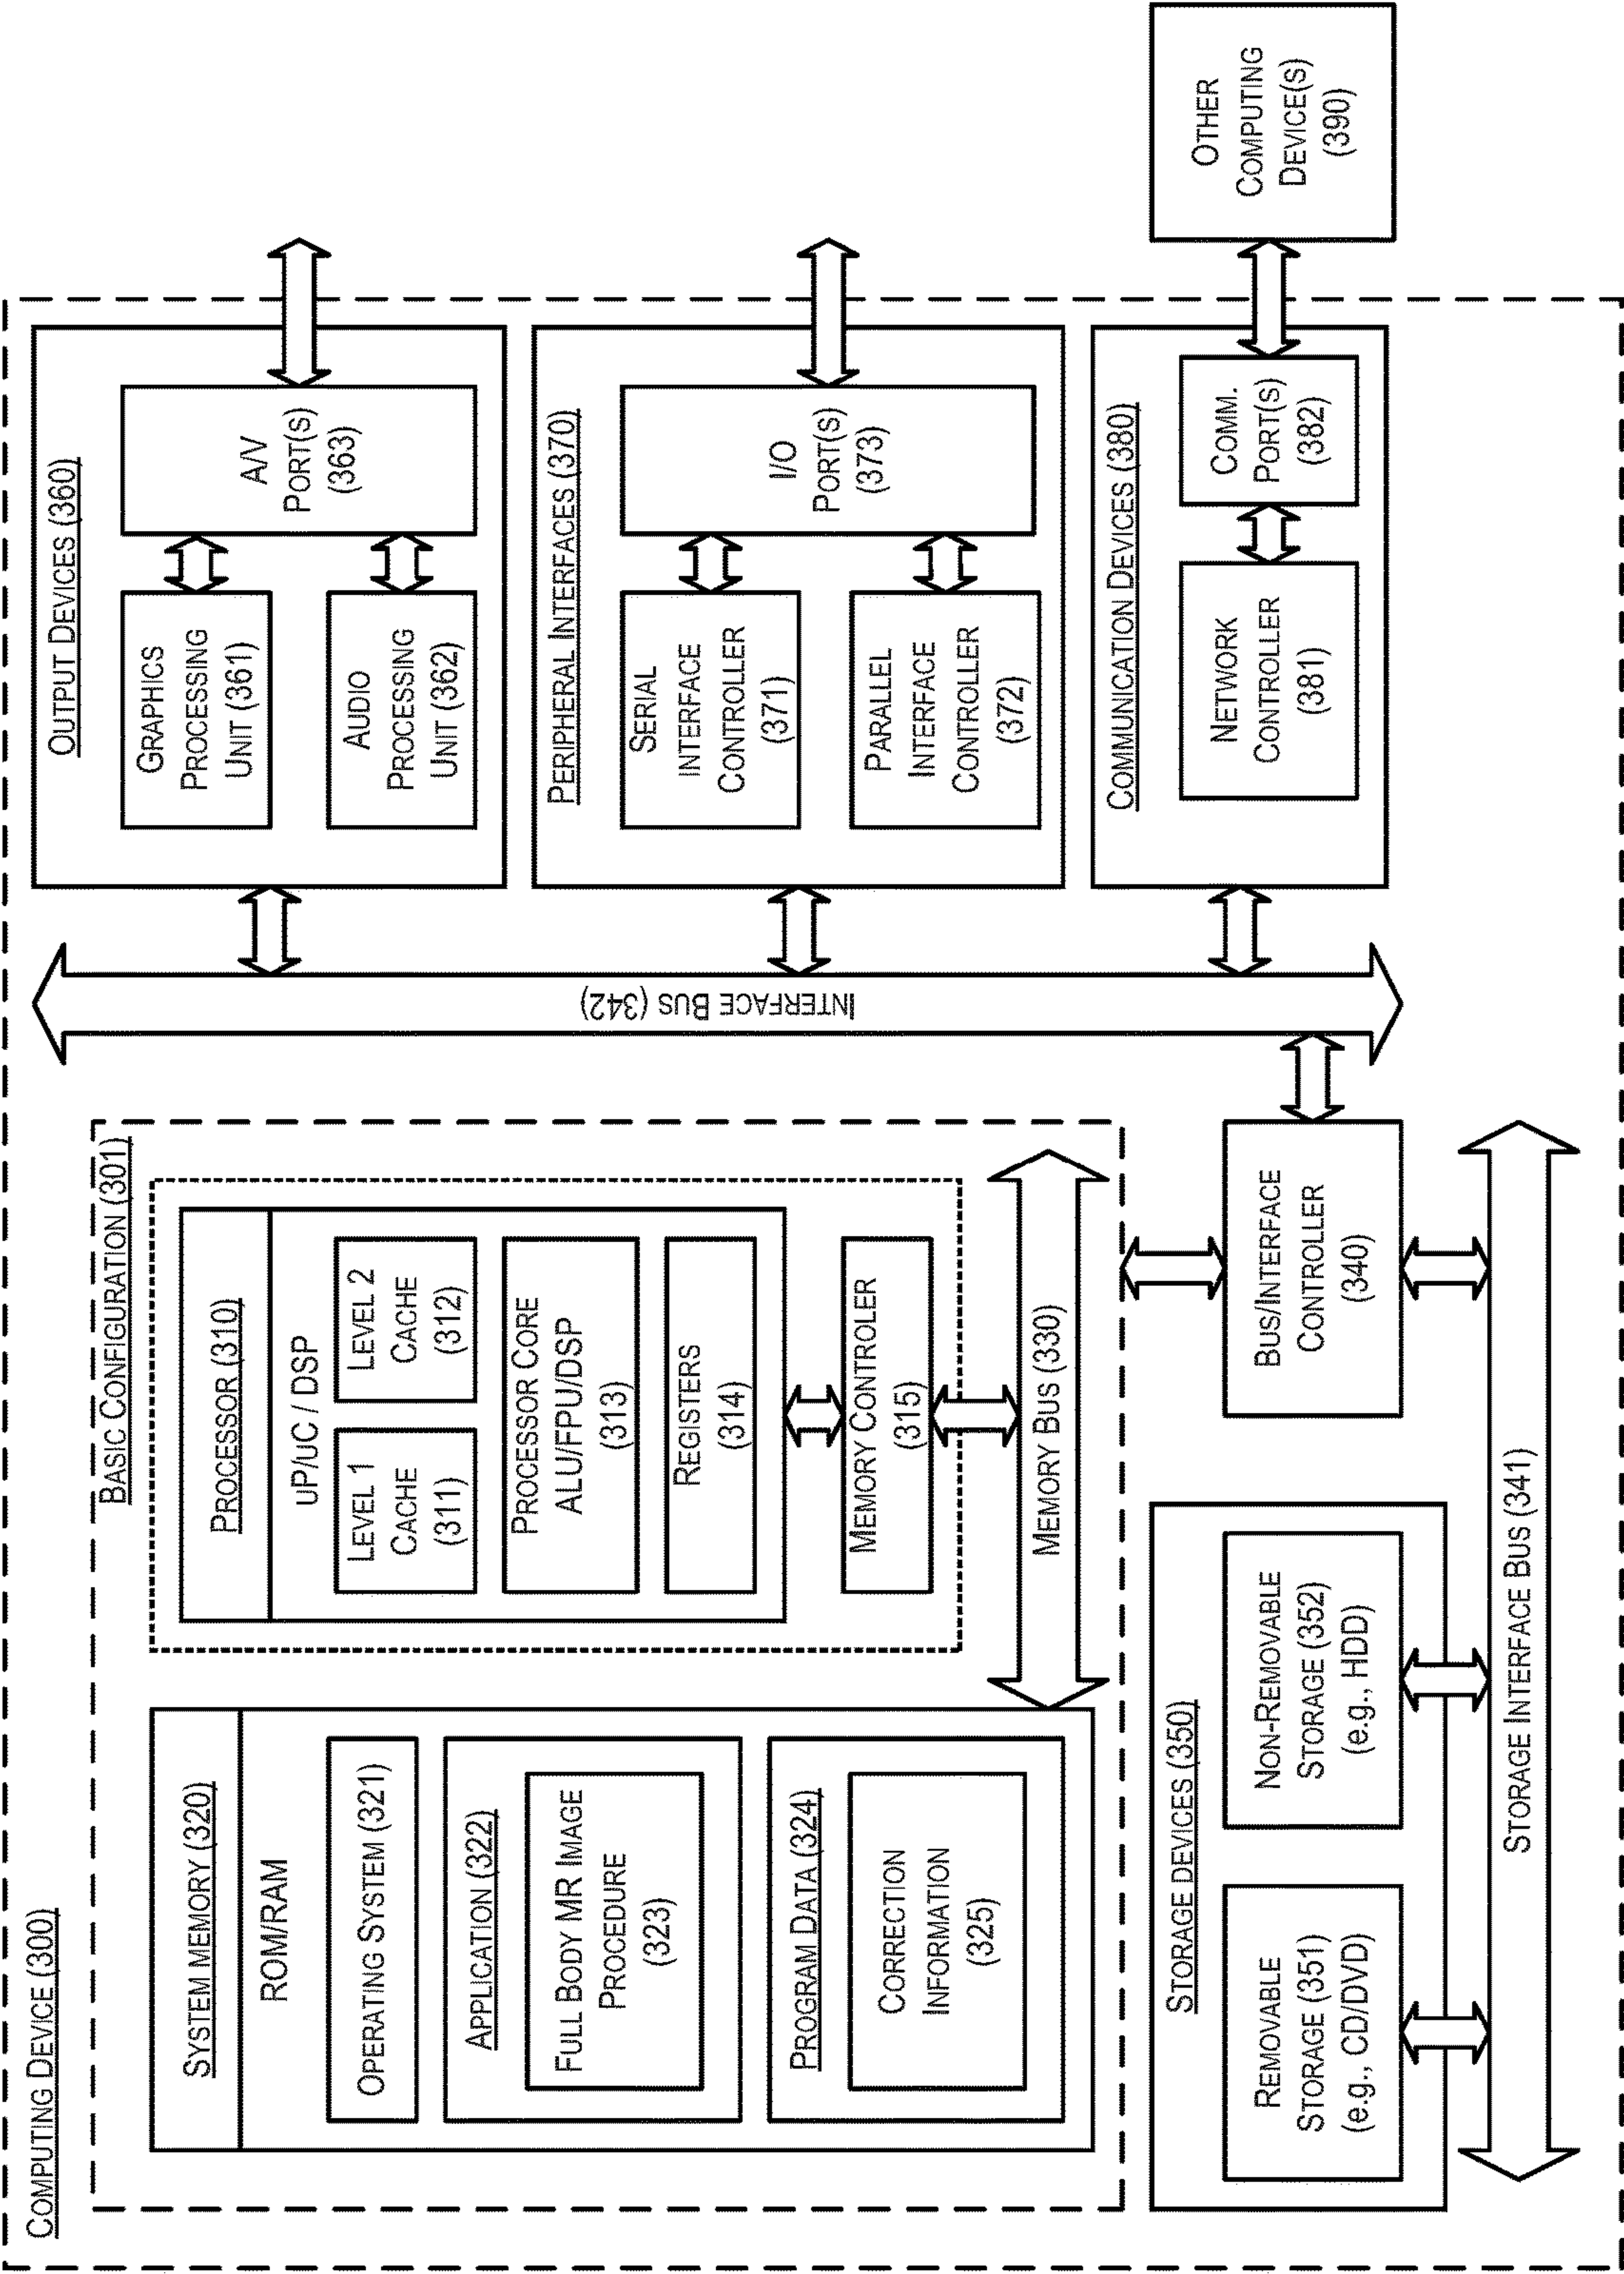 COMPUTING DEVICE (300)
BASIC CONFIGURATION (301)
SYSTEM MEMORY (320)
ROM/RAM
OPERATING SYSTEM (321)
APPLICATION (322)
FULL BODY MR IMAGE
PROCEDURE
(323)
PROGRAM DATA (324)
CORRECTION
INFORMATION
(325)
PROCESSOR (310)
uP/uC / DSP
LEVEL 1
CACHE
(311)
LEVEL 2
CACHE
(312)
PROCESSOR CORE
ALU/FPU/DSP
(313)
REGISTERS
(314)
MEMORY CONTROLER
(315)
MEMORY BUS (330)
STORAGE DEVICES (350)
REMOVABLE
STORAGE (351)
(e.g., CD/DVD)
NON-REMOVABLE
STORAGE (352)
(e.g., HDD)
BUS/INTERFACE
CONTROLLER
(340)
STORAGE INTERFACE BUS (341)
INTERFACE BUS (342)
OUTPUT DEVICES (360)
GRAPHICS
PROCESSING
UNIT (361)
AUDIO
PROCESSING
UNIT (362)
A/V
PORT(S)
(363)
PERIPHERAL INTERFACES (370)
SERIAL
INTERFACE
CONTROLLER
(371)
PARALLEL
INTERFACE
CONTROLLER
(372)
I/O
PORT(S)
(373)
COMMUNICATION DEVICES (380)
NETWORK
CONTROLLER
(381)
COMM.
PORT(S)
(382)
OTHER
COMPUTING
DEVICE(S)
(390)